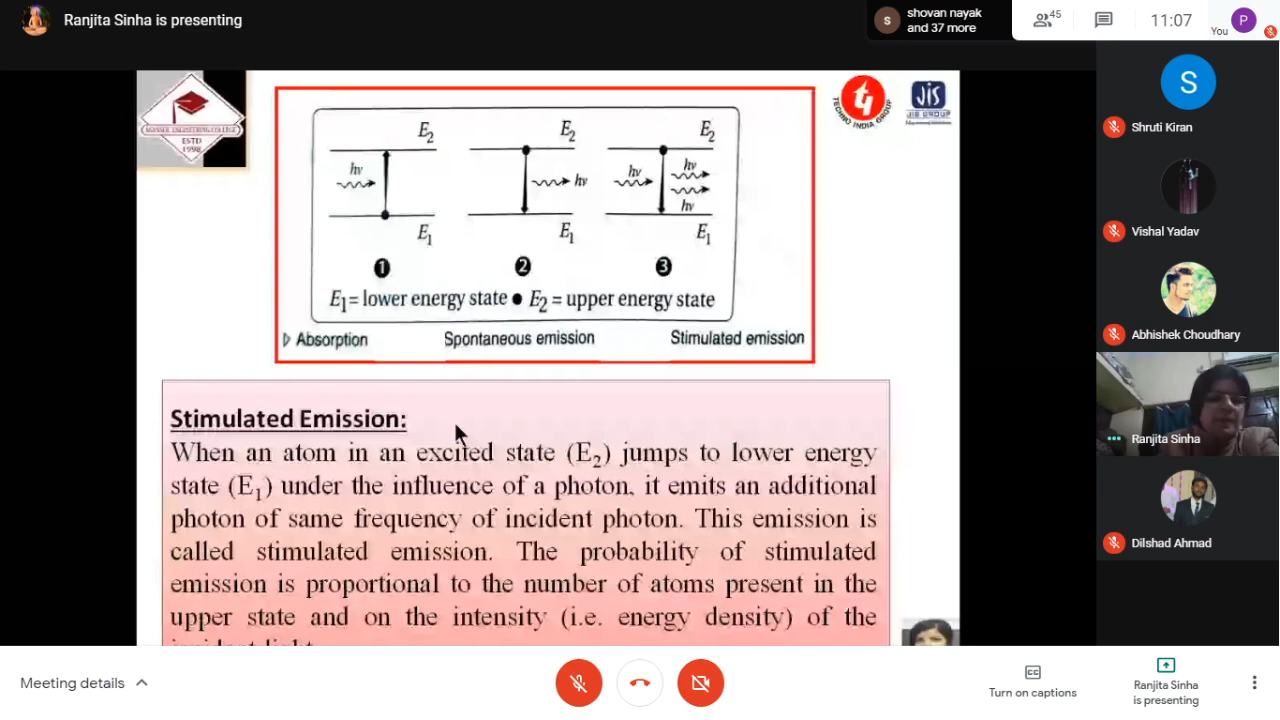 Ranjita Sinha is presenting
s
shovan nayak
and 37 more
45
11:07
You
P
ESTD
1998
E2
E2
E2
hν
hν
hν
hν
hν
E1
E1
E1
1
2
3
E1= lower energy state ● E2 = upper energy state
Absorption
Spontaneous emission
Stimulated emission
TECHNO INDIA GROUP
JIS
JIS GROUP
Stimulated Emission:
When an atom in an excited state (E2) jumps to lower energy
state (E1) under the influence of a photon, it emits an additional
photon of same frequency of incident photon. This emission is
called stimulated emission. The probability of stimulated
emission is proportional to the number of atoms present in the
upper state and on the intensity (i.e. energy density) of the
S
Shruti Kiran
Vishal Yadav
Abhishek Choudhary
Ranjita Sinha
Dilshad Ahmad
Meeting details
CC
Turn on captions
Ranjita Sinha
is presenting